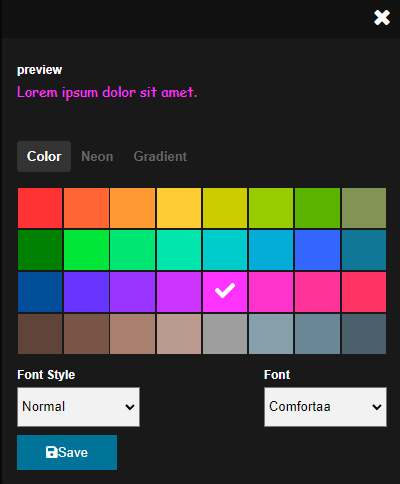 preview
Lorem ipsum dolor sit amet.
Color Neon Gradient
Font Style Font
Normal Comfortaa
Save